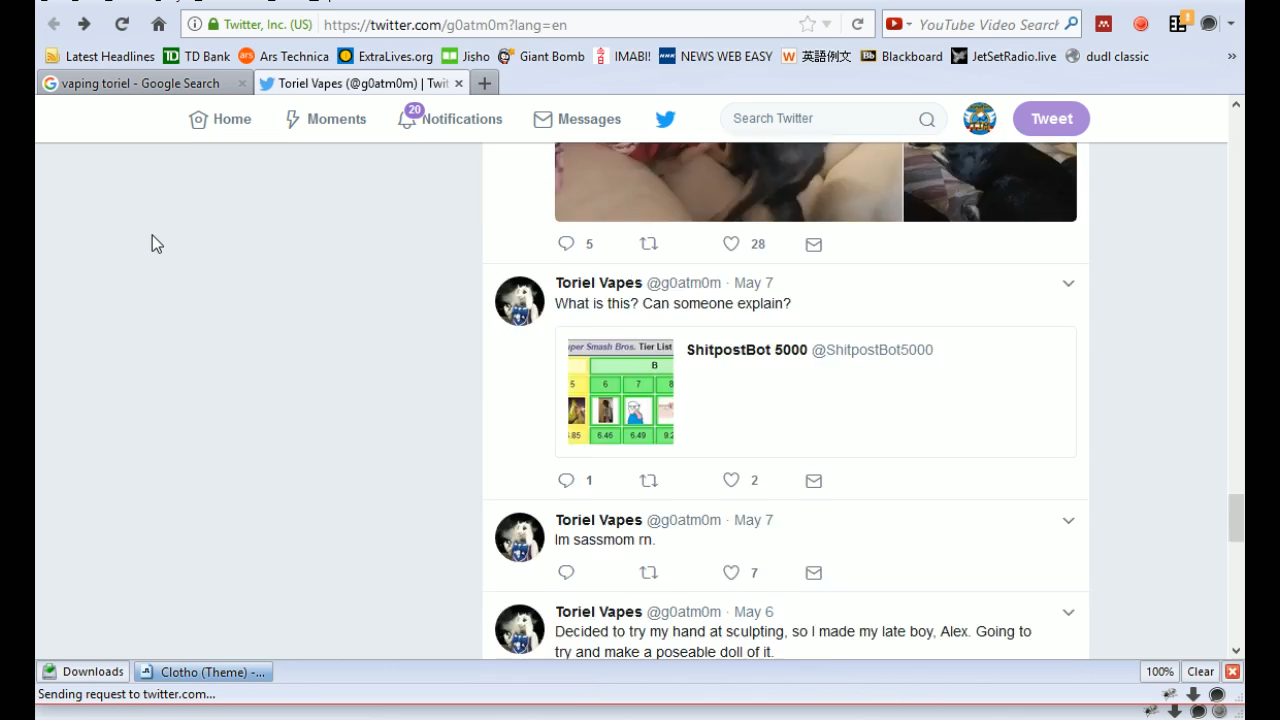 Twitter, Inc. (US) https://twitter.com/g0atm0m?lang=en YouTube Video Search
Latest Headlines TD Bank Ars Technica ExtraLives.org Jisho Giant Bomb IMABI! NEWS WEB EASY 英語例文 Blackboard JetSetRadio.live dudl classic
vaping toriel - Google Search Toriel Vapes (@g0atm0m) | Twit
Home Moments 20 Notifications Messages Search Twitter Tweet
5 28
Toriel Vapes @g0atm0m · May 7
What is this? Can someone explain?
uper Smash Bros. Tier List
ShitpostBot 5000 @ShitpostBot5000
B
5 6 7 8
6.46 6.49
1 2
Toriel Vapes @g0atm0m · May 7
Im sassmom rn.
7
Toriel Vapes @g0atm0m · May 6
Decided to try my hand at sculpting, so I made my late boy, Alex. Going to
try and make a poseable doll of it.
Downloads Clotho (Theme) -... 100% Clear
Sending request to twitter.com...